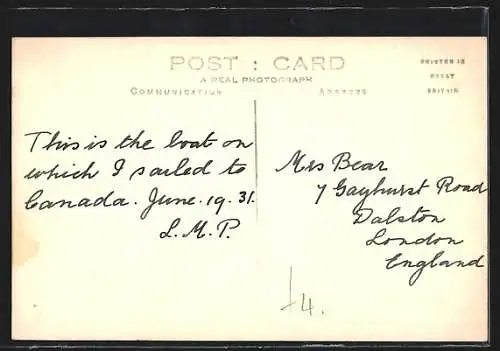 POST : CARD
A REAL PHOTOGRAPH
COMMUNICATION
ADDRESS
PRINTED IN
GREAT
BRITAIN
This is the boat on
which I sailed to
Canada. June. 19. 31.
L. M. P.
Mrs Bear
7 Gayhurst Road
Dalston
London
England
4.